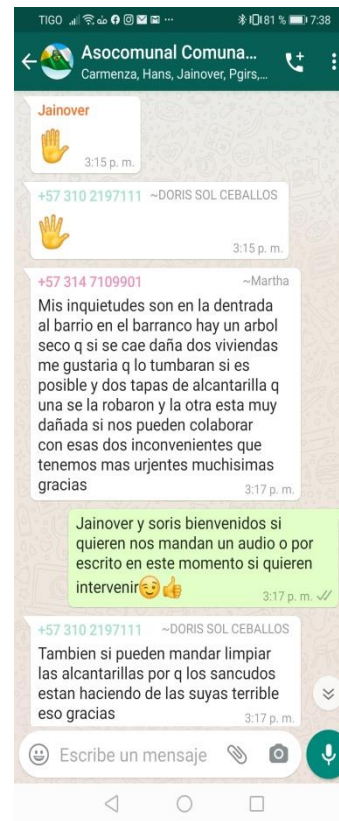 TIGO 81 % 7:38
Asocomunal Comuna...
Carmenza, Hans, Jainover, Pgirs,...
Jainover
3:15 p. m.
+57 310 2197111 ~DORIS SOL CEBALLOS
3:15 p. m.
+57 314 7109901 ~Martha
Mis inquietudes son en la dentrada
al barrio en el barranco hay un arbol
seco q si se cae daña dos viviendas
me gustaria q lo tumbaran si es
posible y dos tapas de alcantarilla q
una se la robaron y la otra esta muy
dañada si nos pueden colaborar
con esas dos inconvenientes que
tenemos mas urjentes muchisimas
gracias
3:17 p. m.
Jainover y soris bienvenidos si
quieren nos mandan un audio o por
escrito en este momento si quieren
intervenir
3:17 p. m.
+57 310 2197111 ~DORIS SOL CEBALLOS
Tambien si pueden mandar limpiar
las alcantarillas por q los sancudos
estan haciendo de las suyas terrible
eso gracias
3:17 p. m.
Escribe un mensaje